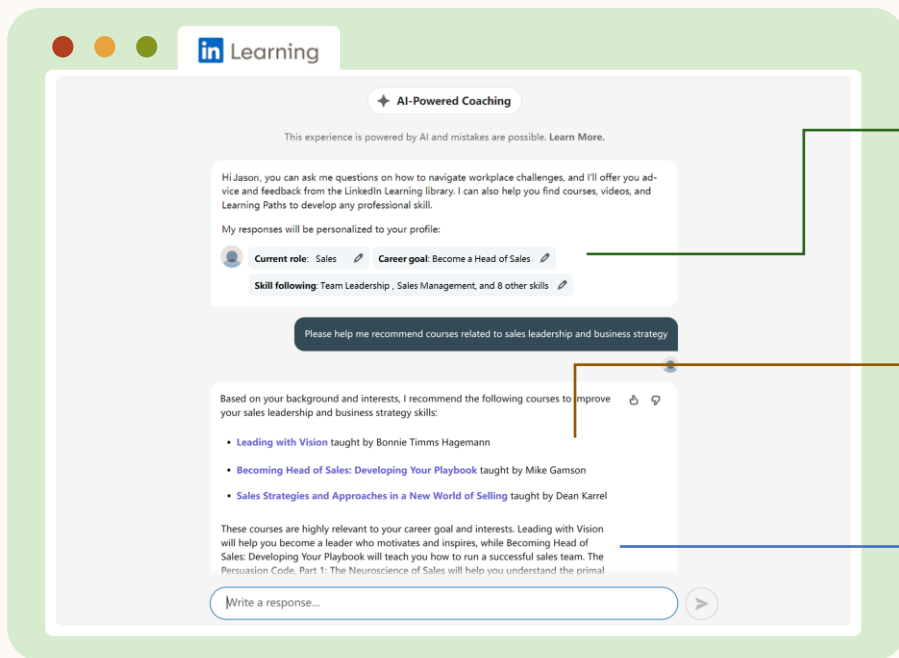 in Learning
AI-Powered Coaching
This experience is powered by AI and mistakes are possible. Learn More.
Hi Jason, you can ask me questions on how to navigate workplace challenges, and I'll offer you ad-
vice and feedback from the LinkedIn Learning library. I can also help you find courses, videos, and
Learning Paths to develop any professional skill.
My responses will be personalized to your profile:
Current role: Sales
Career goal: Become a Head of Sales
Skill following: Team Leadership , Sales Management, and 8 other skills
Please help me recommend courses related to sales leadership and business strategy
Based on your background and interests, I recommend the following courses to improve
your sales leadership and business strategy skills:
• Leading with Vision taught by Bonnie Timms Hagemann
• Becoming Head of Sales: Developing Your Playbook taught by Mike Gamson
• Sales Strategies and Approaches in a New World of Selling taught by Dean Karrel
These courses are highly relevant to your career goal and interests. Leading with Vision
will help you become a leader who motivates and inspires, while Becoming Head of
Sales: Developing Your Playbook will teach you how to run a successful sales team. The
Persuasion Code, Part 1: The Neuroscience of Sales will help you understand the primal
Write a response...